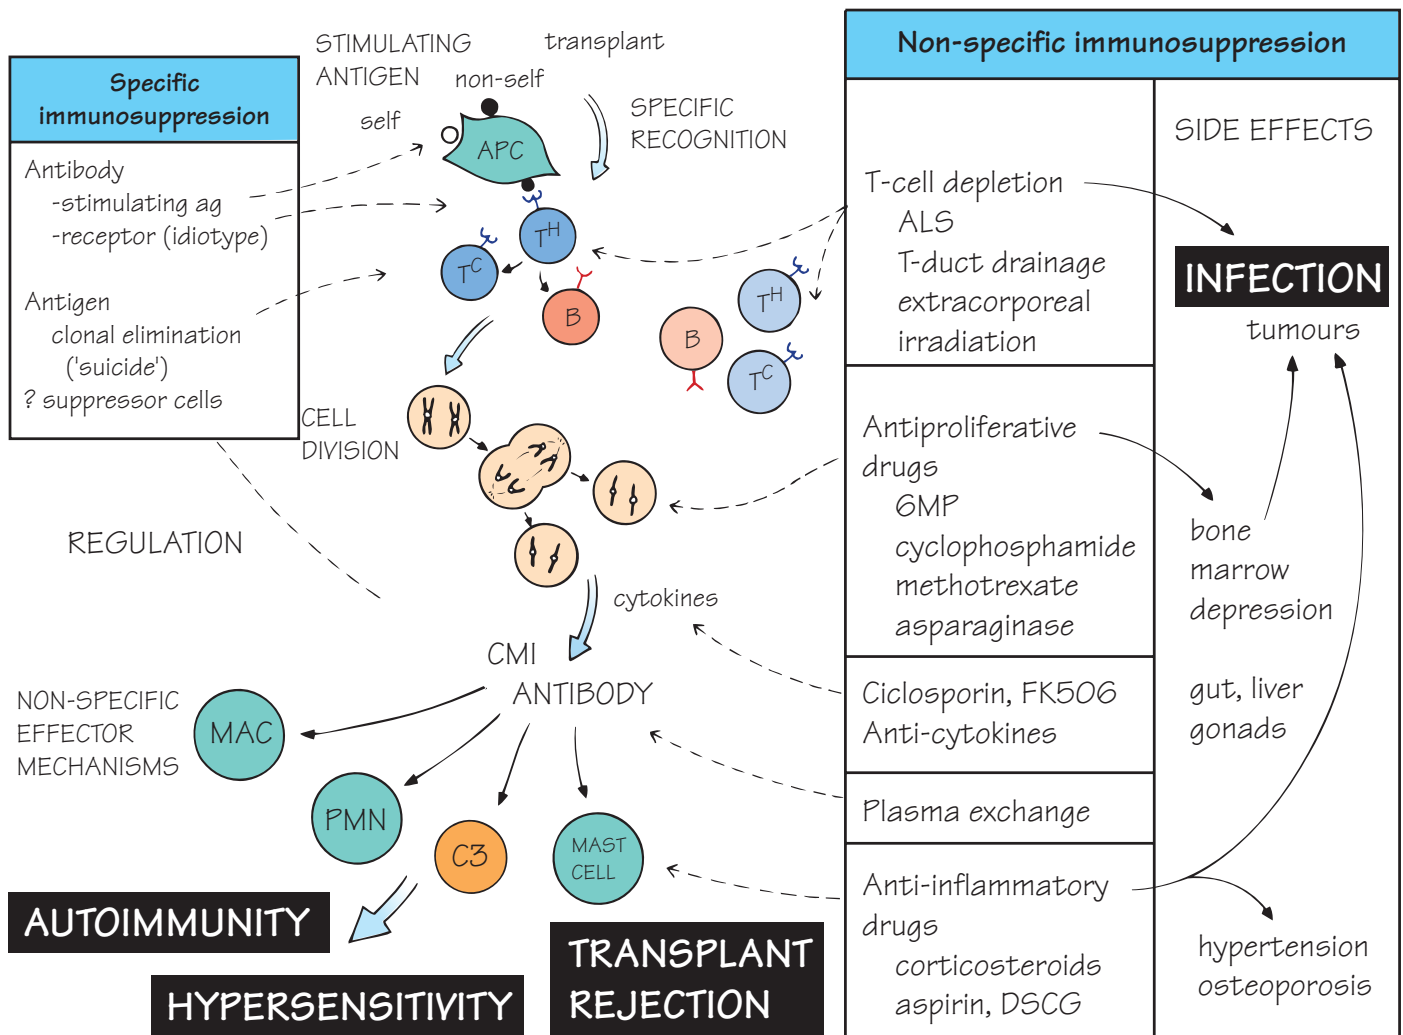 Specific
immunosuppression
Antibody
-stimulating ag
-receptor (idiotype)
Antigen
clonal elimination
('suicide')
? suppressor cells
STIMULATING
ANTIGEN
transplant
non-self
self
APC
SPECIFIC
RECOGNITION
TH
TC
B
TH
B
TC
CELL
DIVISION
REGULATION
cytokines
CMI
ANTIBODY
NON-SPECIFIC
EFFECTOR
MECHANISMS
MAC
PMN
C3
MAST
CELL
AUTOIMMUNITY
HYPERSENSITIVITY
TRANSPLANT
REJECTION
Non-specific immunosuppression
T-cell depletion
ALS
T-duct drainage
extracorporeal
irradiation
Antiproliferative
drugs
6MP
cyclophosphamide
methotrexate
asparaginase
Ciclosporin, FK506
Anti-cytokines
Plasma exchange
Anti-inflammatory
drugs
corticosteroids
aspirin, DSCG
SIDE EFFECTS
INFECTION
tumours
bone
marrow
depression
gut, liver
gonads
hypertension
osteoporosis